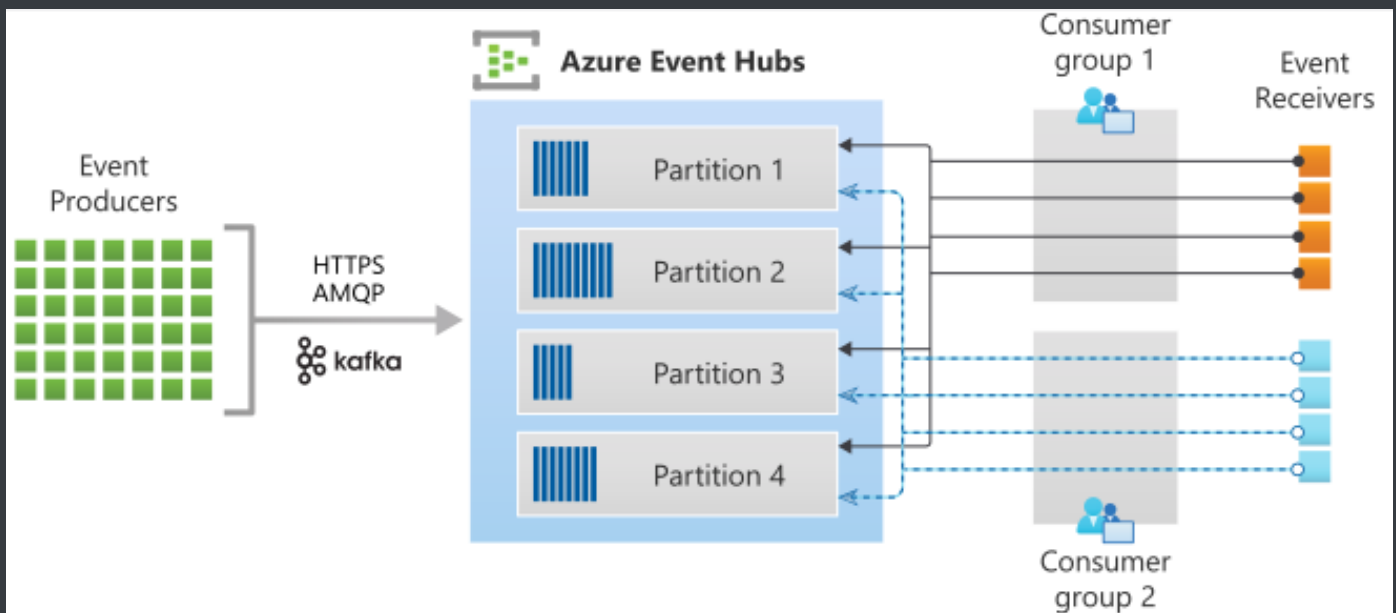 Event
Producers
HTTPS
AMQP
kafka
Azure Event Hubs
Partition 1
Partition 2
Partition 3
Partition 4
Consumer
group 1
Consumer
group 2
Event
Receivers